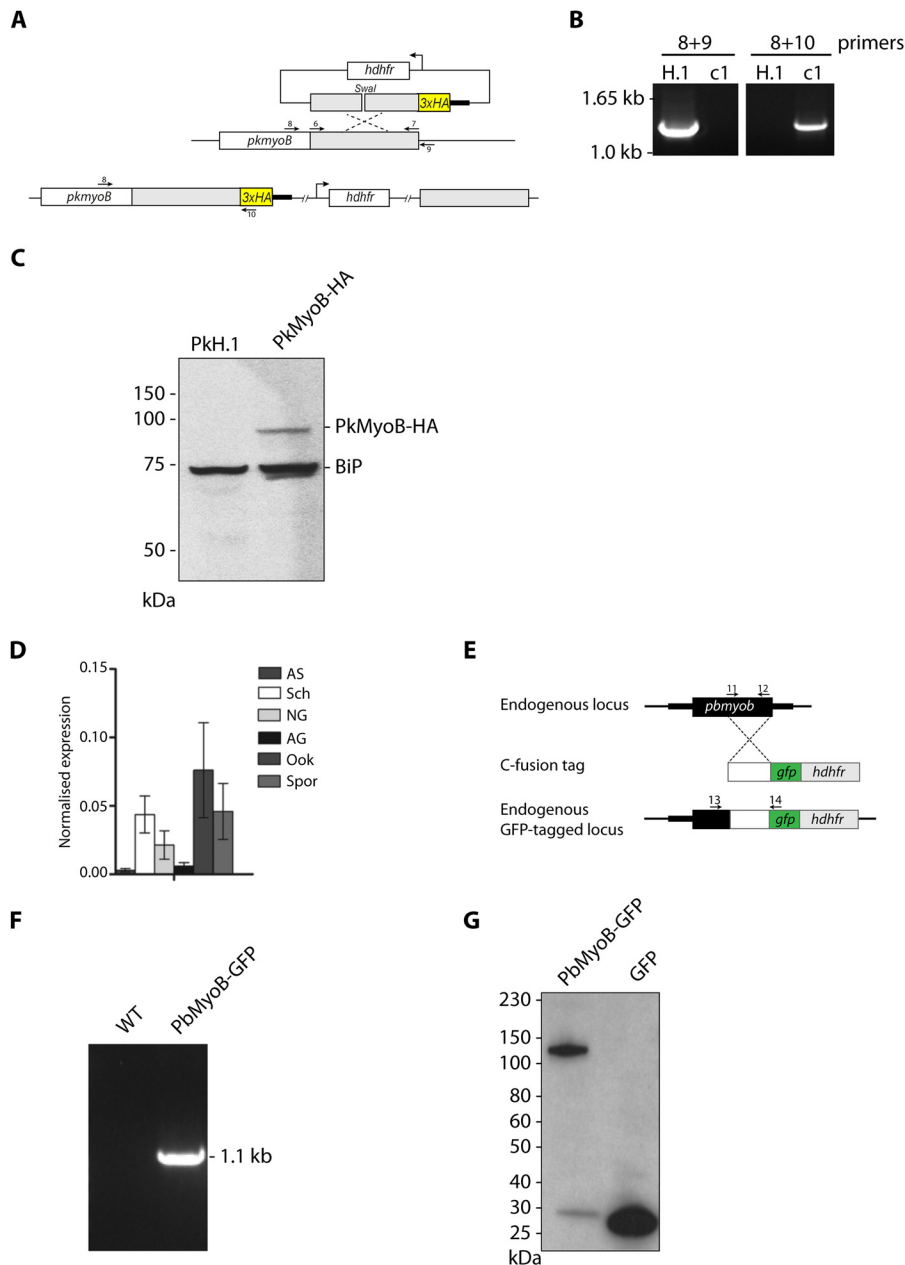 A
hdhfr
SwaI
3xHA
8
6
7
pkmyoB
9
8
pkmyoB
3xHA
hdhfr
10
B
8+9 8+10 primers
H.1 c1 H.1 c1
1.65 kb
1.0 kb
C
PkH.1
PkMyoB-HA
150
100
PkMyoB-HA
75
BiP
50
kDa
D
Normalised expression
0.15
0.10
0.05
0.00
AS
Sch
NG
AG
Ook
Spor
E
Endogenous locus
11 12
pbmyob
C-fusion tag
gfp hdhfr
Endogenous
GFP-tagged locus
13 14
gfp hdhfr
F
WT
PbMyoB-GFP
1.1 kb
G
PbMyoB-GFP
GFP
230
150
100
80
60
50
40
30
25
kDa